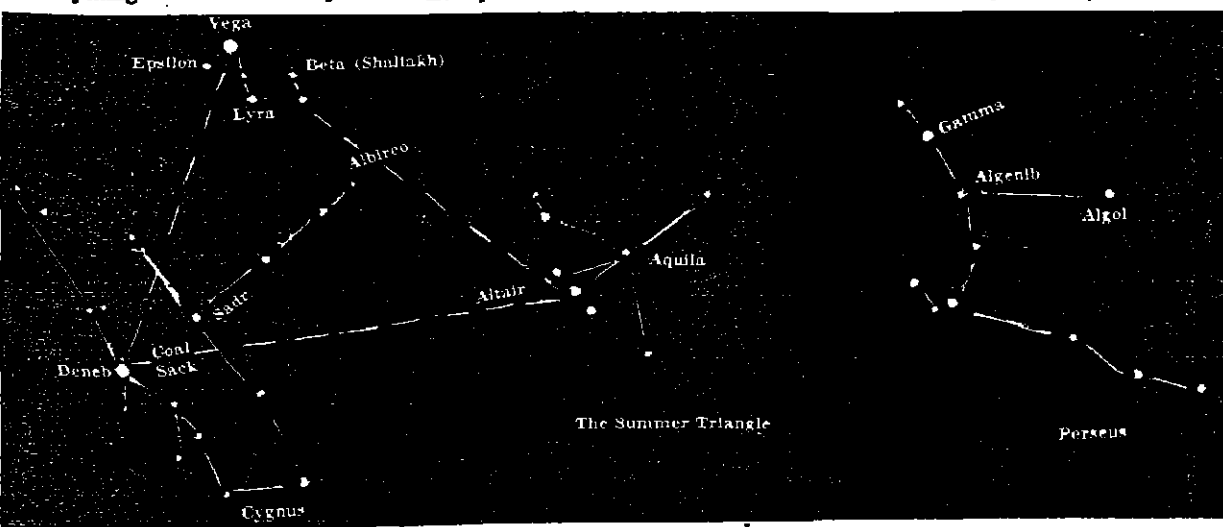 Vega
Epsilon
Beta (Shaliakh)
Lyra
Albireo
Gamma
Algenib
Algol
Aquila
Altair
Sadr
Coal
Sack
Deneb
The Summer Triangle
Perseus
Cygnus